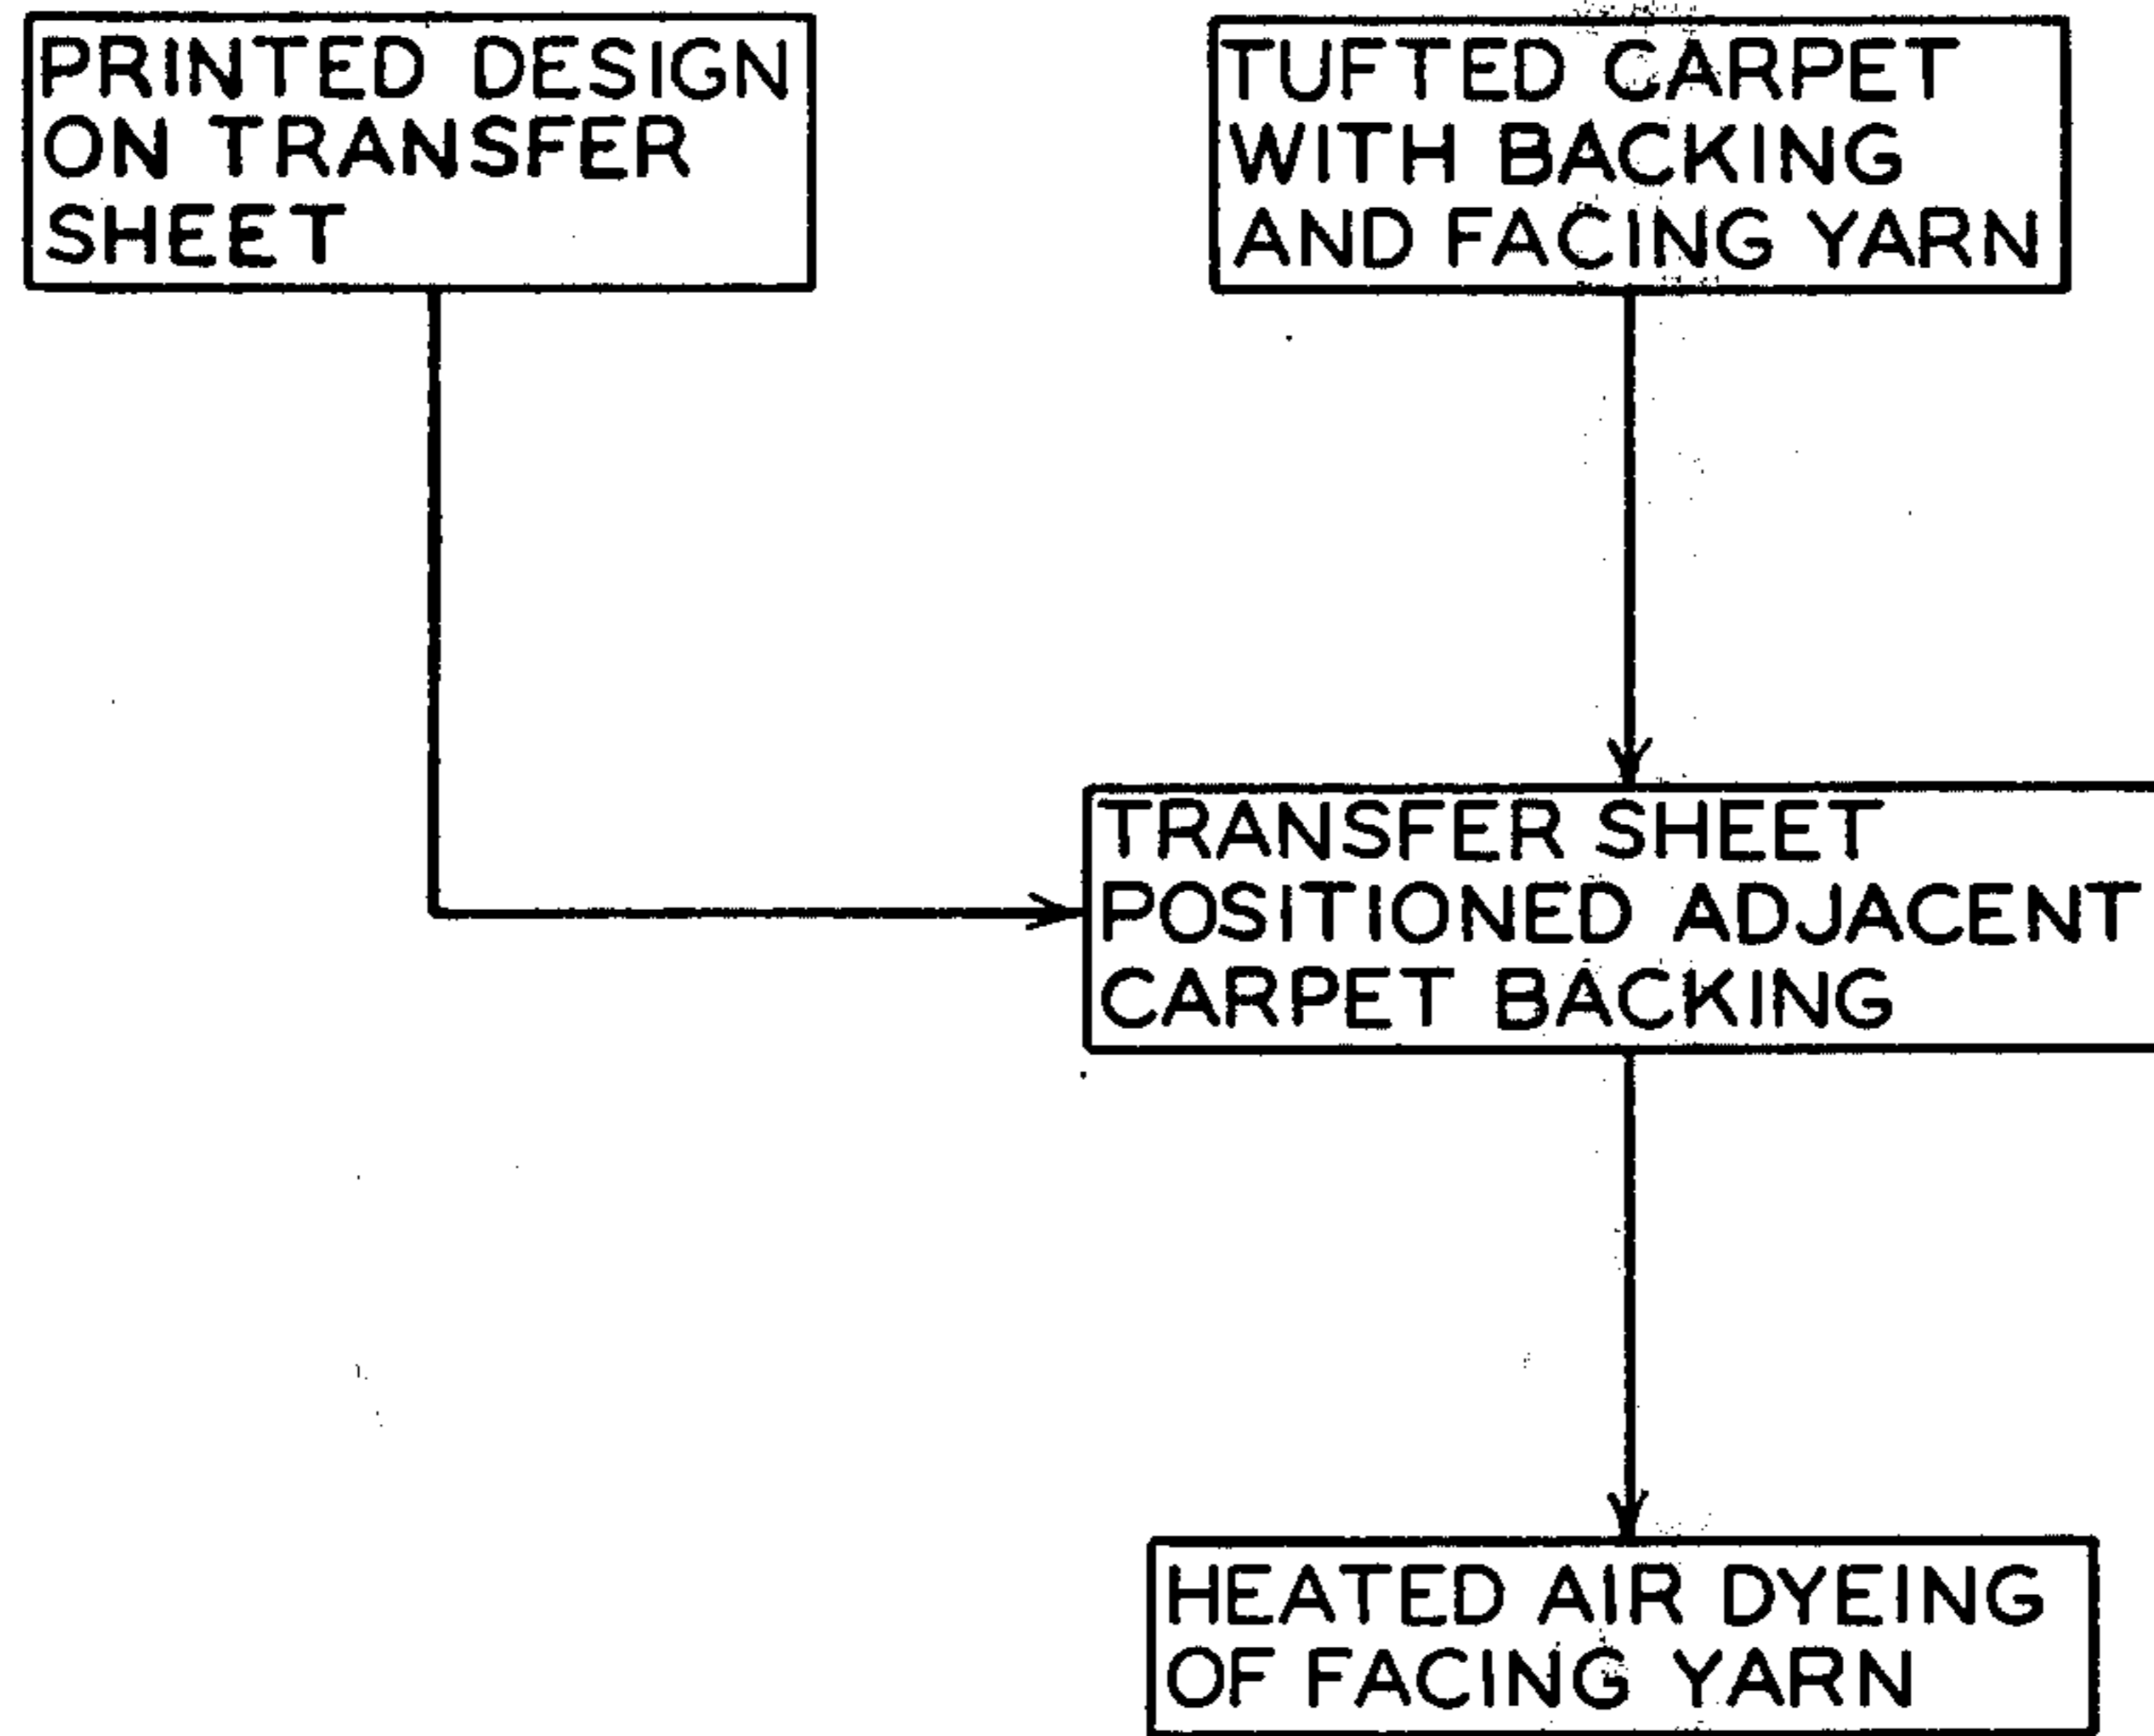 PRINTED DESIGN
ON TRANSFER
SHEET
TUFTED CARPET
WITH BACKING
AND FACING YARN
TRANSFER SHEET
POSITIONED ADJACENT
CARPET BACKING
HEATED AIR DYEING
OF FACING YARN